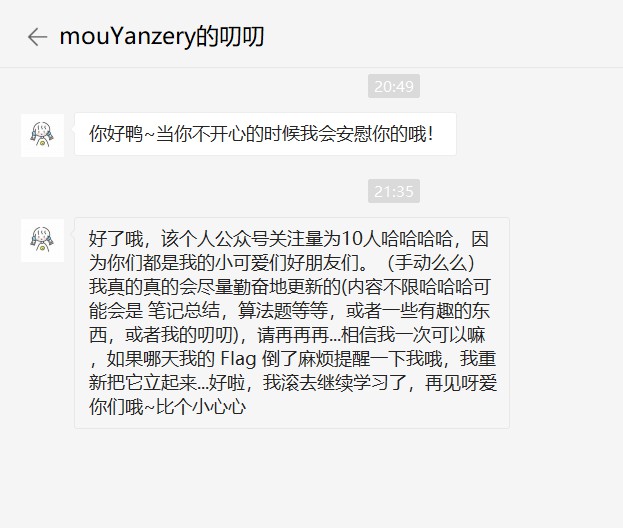 mouYanzery的叨叨
20:49
你好鸭~当你不开心的时候我会安慰你的哦！
21:35
好了哦，该个人公众号关注量为10人哈哈哈哈，因
为你们都是我的小可爱们好朋友们。（手动么么）
我真的真的会尽量勤奋地更新的(内容不限哈哈哈可
能会是 笔记总结，算法题等等，或者一些有趣的东
西，或者我的叨叨)，请再再再...相信我一次可以嘛
，如果哪天我的 Flag 倒了麻烦提醒一下我哦，我重
新把它立起来...好啦，我滚去继续学习了，再见呀爱
你们哦~比个小心心